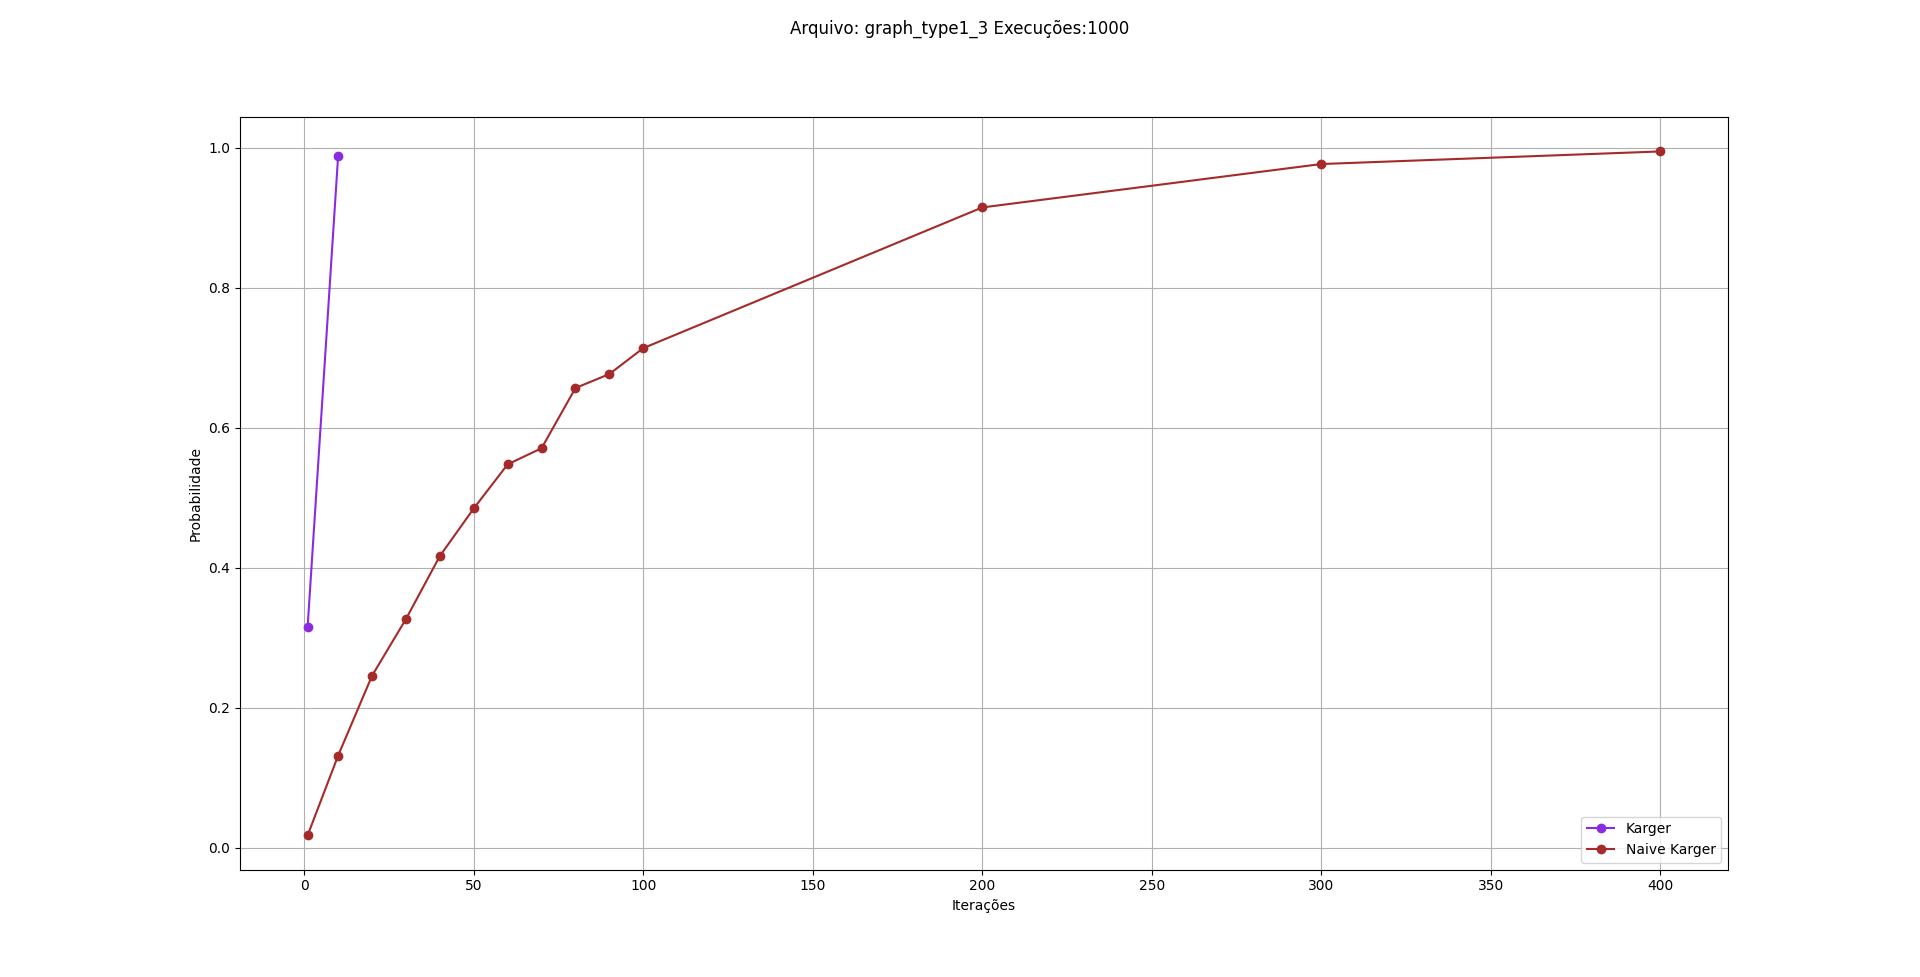 Arquivo: graph_type1_3 Execuções:1000
1.0
0.8
0.6
0.4
0.2
0.0
Probabilidade
0 50 100 150 200 250 300 350 400
Iterações
Karger
Naive Karger